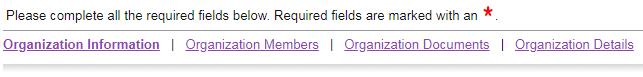 Please complete all the required fields below. Required fields are marked with an *.
Organization Information | Organization Members | Organization Documents | Organization Details